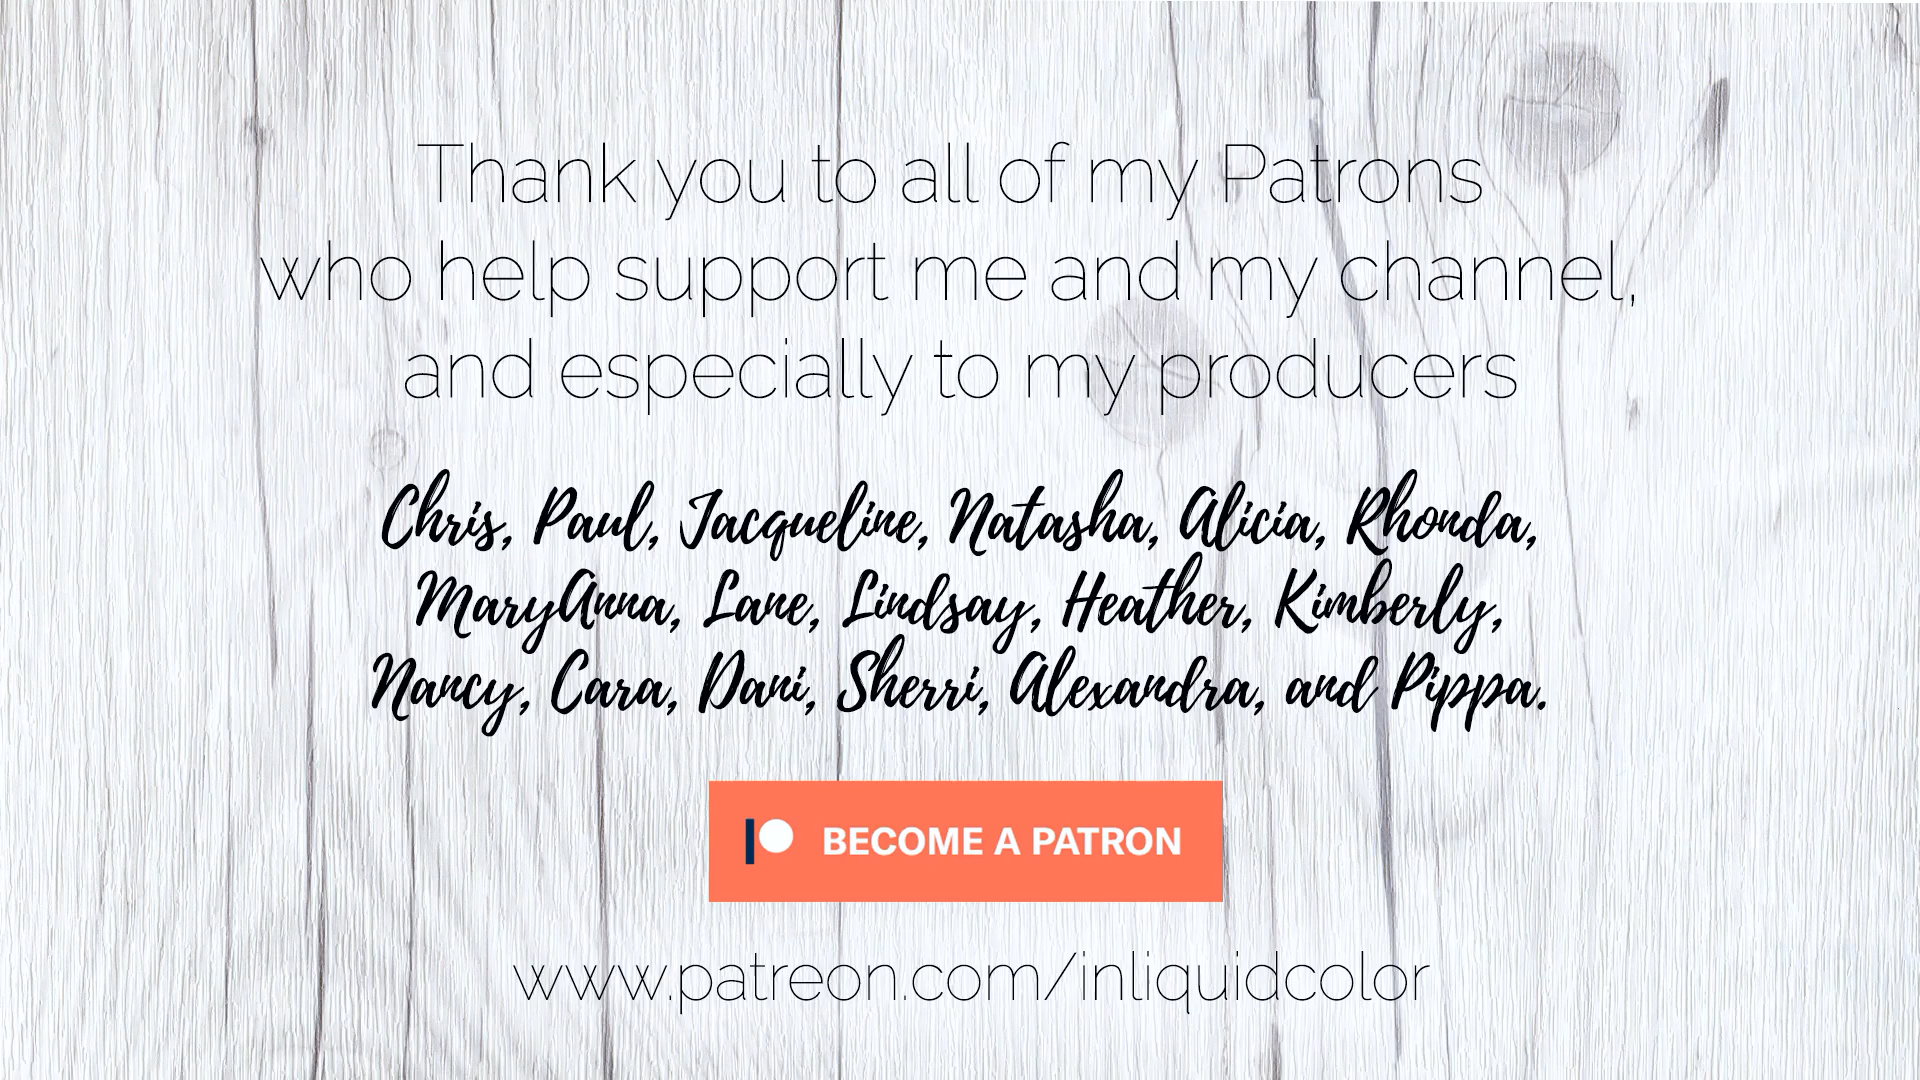 Thank you to all of my Patrons
who help support me and my channel,
and especially to my producers
Chris, Paul, Jacqueline, Natasha, Alicia, Rhonda,
MaryAnna, Lane, Lindsay, Heather, Kimberly,
Nancy, Cara, Dani, Sherri, Alexandra, and Pippa.
BECOME A PATRON
www.patreon.com/inliquidcolor